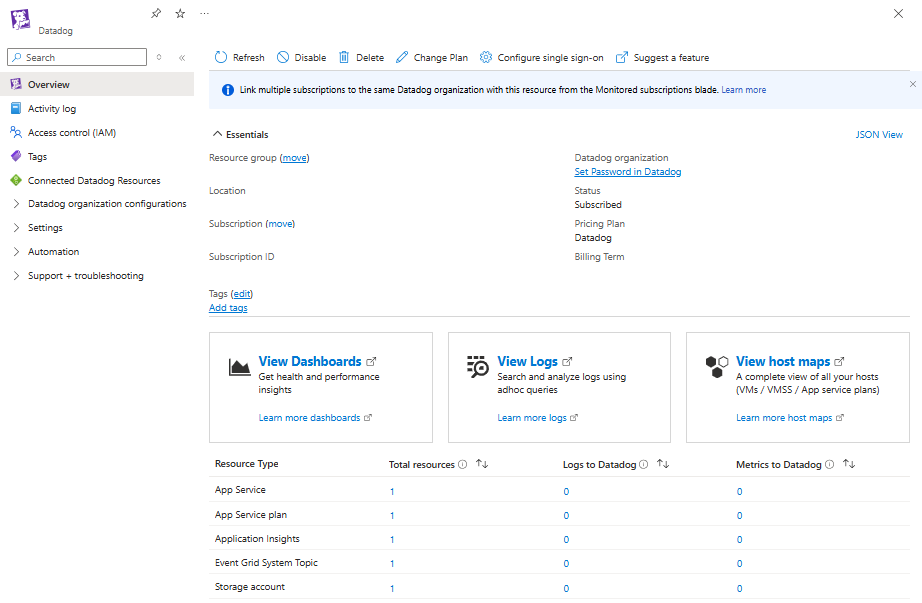 Datadog
Search
Overview
Activity log
Access control (IAM)
Tags
Connected Datadog Resources
Datadog organization configurations
Settings
Automation
Support + troubleshooting
Refresh
Disable
Delete
Change Plan
Configure single sign-on
Suggest a feature
Link multiple subscriptions to the same Datadog organization with this resource from the Monitored subscriptions blade. Learn more
Essentials
JSON View
Resource group (move)
Location
Subscription (move)
Subscription ID
Datadog organization
Set Password in Datadog
Status
Subscribed
Pricing Plan
Datadog
Billing Term
Tags (edit)
Add tags
View Dashboards
Get health and performance
insights
Learn more dashboards
View Logs
Search and analyze logs using
adhoc queries
Learn more logs
View host maps
A complete view of all your hosts
(VMs / VMSS / App service plans)
Learn more host maps
Resource Type Total resources Logs to Datadog Metrics to Datadog
App Service 1 0 0
App Service plan 1 0 0
Application Insights 1 0 0
Event Grid System Topic 1 0 0
Storage account 1 0 0